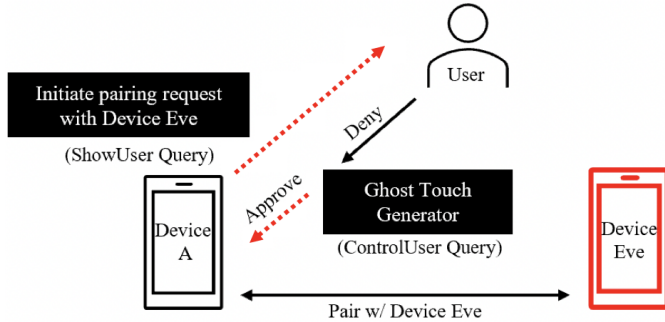 Initiate pairing request
with Device Eve
(ShowUser Query)
User
Deny
Approve
Ghost Touch
Generator
(ControlUser Query)
Device
A
Device
Eve
Pair w/ Device Eve